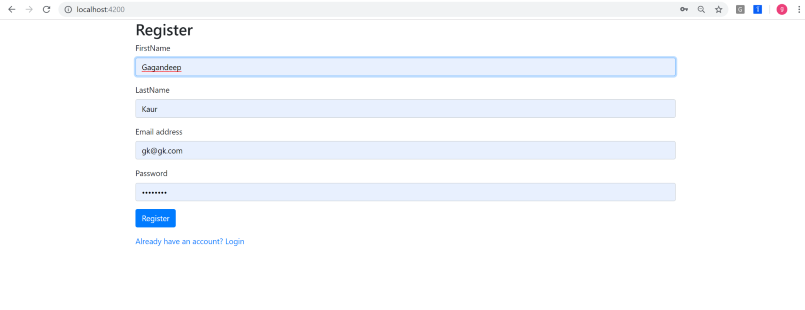 localhost:4200
Register
FirstName
Gagandeep
LastName
Kaur
Email address
gk@gk.com
Password
••••••••
Register
Already have an account? Login